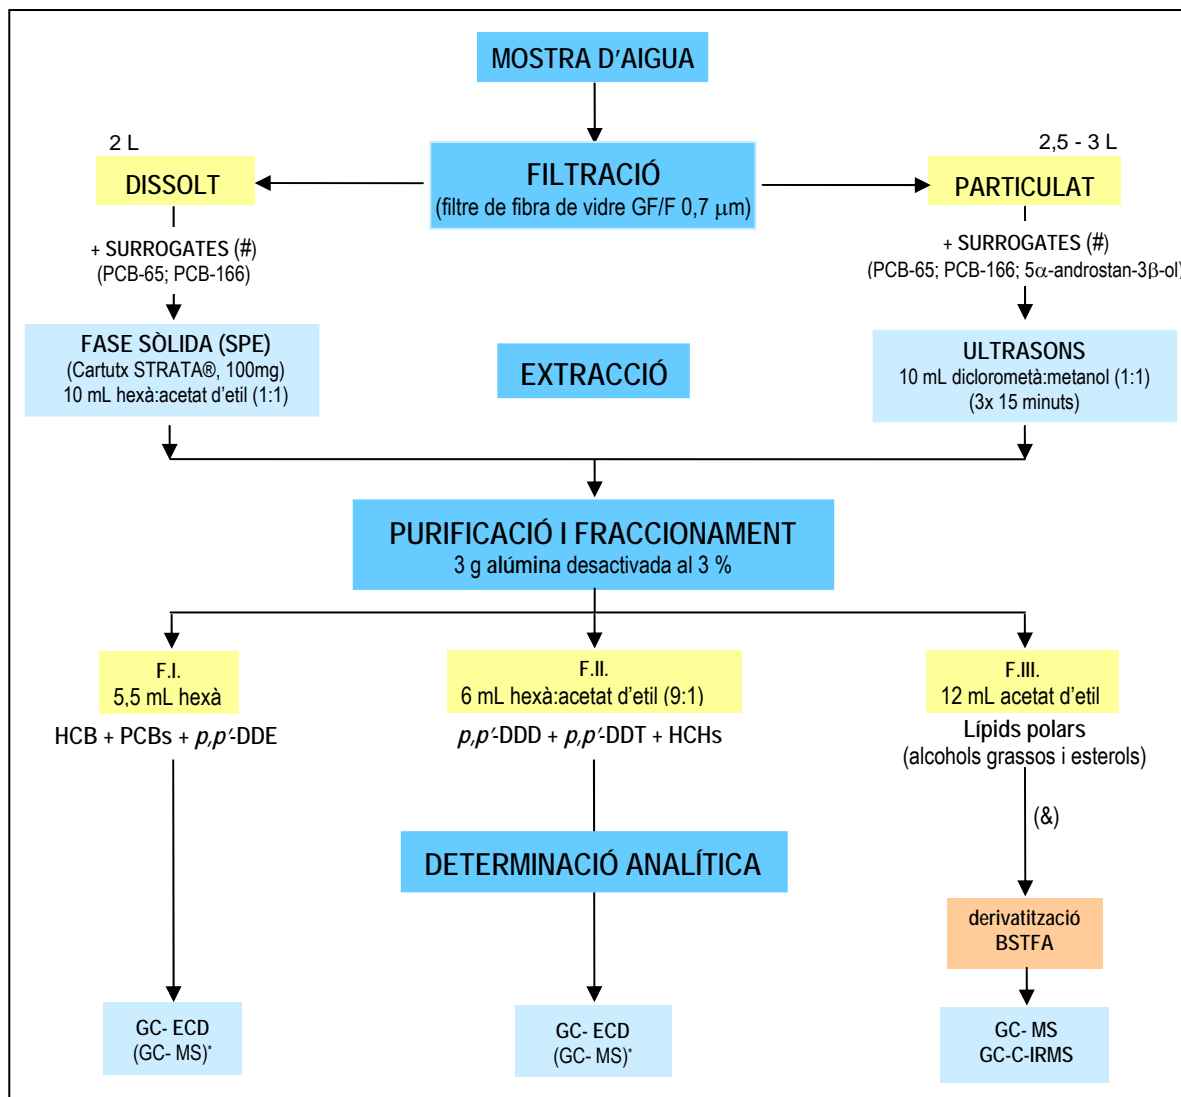 MOSTRA D'AIGUA
2 L
2,5 - 3 L
DISSOLT
FILTRACIÓ
(filtre de fibra de vidre GF/F 0,7 μm)
PARTICULAT
+ SURROGATES (#)
(PCB-65; PCB-166)
+ SURROGATES (#)
(PCB-65; PCB-166; 5α-androstan-3β-ol)
FASE SÒLIDA (SPE)
(Cartutx STRATA®, 100mg)
10 mL hexà:acetat d'etil (1:1)
EXTRACCIÓ
ULTRASONS
10 mL diclorometà:metanol (1:1)
(3x 15 minuts)
PURIFICACIÓ I FRACCIONAMENT
3 g alúmina desactivada al 3 %
F.I.
5,5 mL hexà
F.II.
6 mL hexà:acetat d'etil (9:1)
F.III.
12 mL acetat d'etil
HCB + PCBs + p,p'-DDE
p,p'-DDD + p,p'-DDT + HCHs
Lípids polars
(alcohols grassos i esterols)
(&)
DETERMINACIÓ ANALÍTICA
derivatització
BSTFA
GC- ECD
(GC- MS)*
GC- ECD
(GC- MS)*
GC- MS
GC-C-IRMS